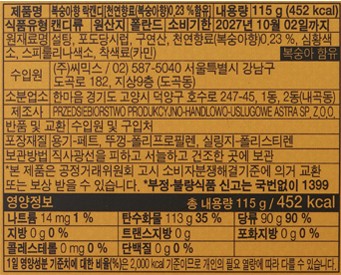 제품명 복숭아향 팍캔디(천연향료(복숭아향)0.23 %함유) 내용량 115 g (452 kcal)
식품유형 캔디류 원산지 폴란드 소비기한 2027년 10월 02일까지
원재료명 설탕, 포도당시럽, 구연산, 천연향료(복숭아향)0.23 %, 심황색
소, 스피룰리나색소, 착색료(카민) 복숭아 함유
수입원 (주)씨믹스 / 02) 587-5040 서울특별시 강남구
도곡로 182, 지상9층 (도곡동)
소분업소 한마음 경기도 고양시 덕양구 호수로 247-45, 1동, 2동(내곡동)
제조사 PRZEDSIEBIORSTWO PRODUKCYJNO-HANDLOWO-USLUGOWE ASTRA SP. Z.O.O.
반품 및 교환 수입원 및 구입처
포장재질 용기-페트, 뚜껑-폴리프로필렌, 실링지-폴리스티렌
보관방법 직사광선을 피하고 서늘하고 건조한 곳에 보관
*본 제품은 공정거래위원회 고시 소비자분쟁해결기준에 의거 교환
또는 보상 받을 수 있습니다. *부정·불량식품 신고는 국번없이 1399
영양정보 총 내용량 115 g / 452 kcal
나트륨 14 mg 1 % 탄수화물 113 g 35 % 당류 90 g 90 %
지방 0 g 0 % 트랜스지방 0 g 포화지방 0 g 0 %
콜레스테롤 0 mg 0 % 단백질 0 g 0 %
1일 영양성분 기준치에 대한 비율(%)은 2,000 kcal 기준이므로 개인의 필요 열량에 따라 다를 수 있습니다.